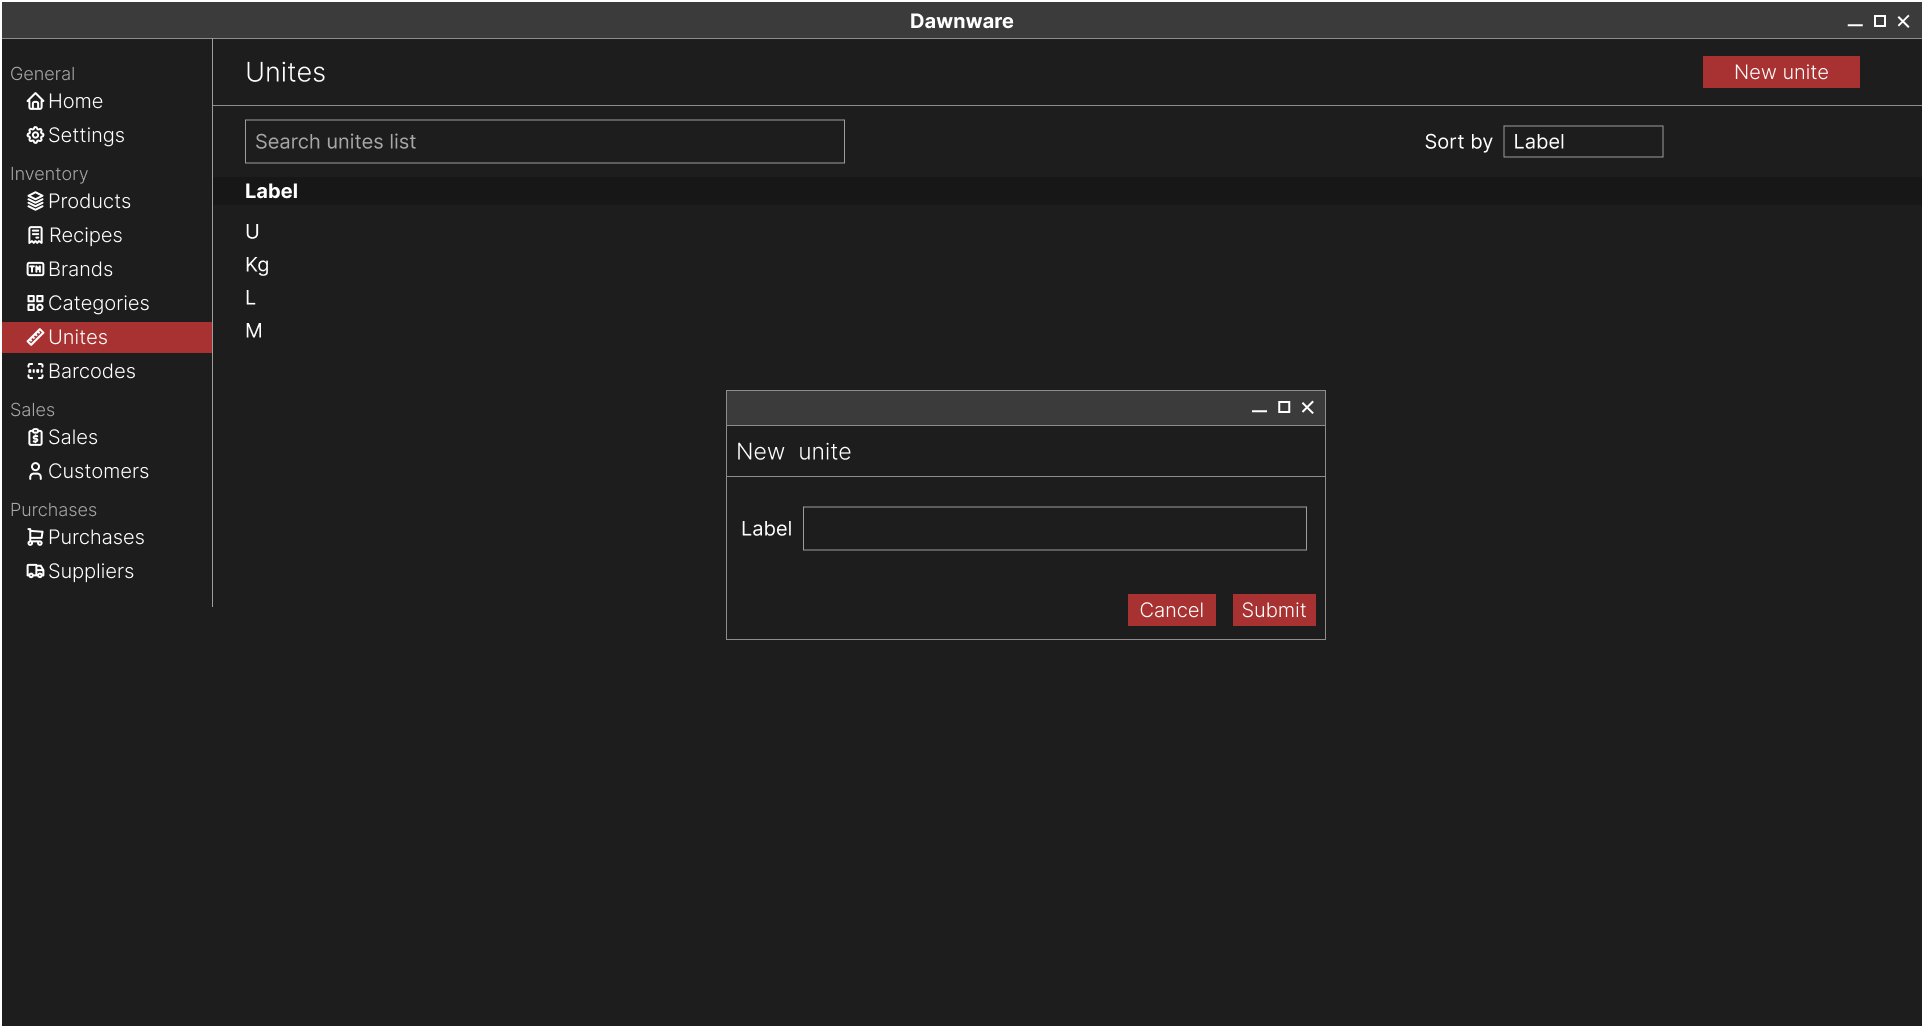 Dawnware
General
Home
Settings
Inventory
Products
Recipes
TM Brands
Categories
Unites
Barcodes
Sales
Sales
Customers
Purchases
Purchases
Suppliers
Unites
New unite
Search unites list
Sort by Label
Label
U
Kg
L
M
New unite
Label
Cancel Submit